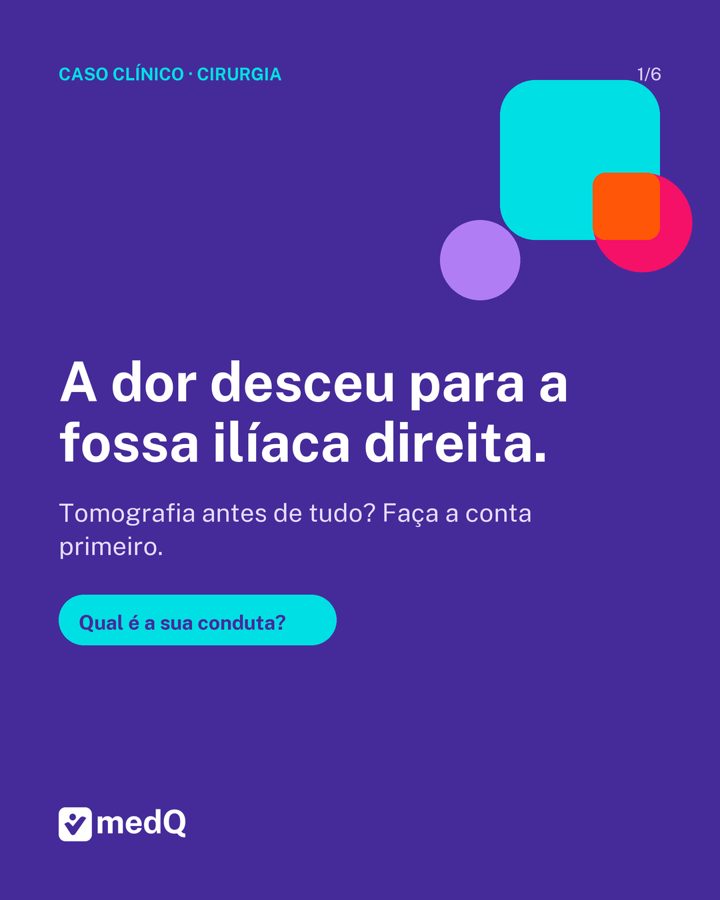 CASO CLÍNICO · CIRURGIA
1/6
A dor desceu para a
fossa ilíaca direita.
Tomografia antes de tudo? Faça a conta
primeiro.
Qual é a sua conduta?
medQ